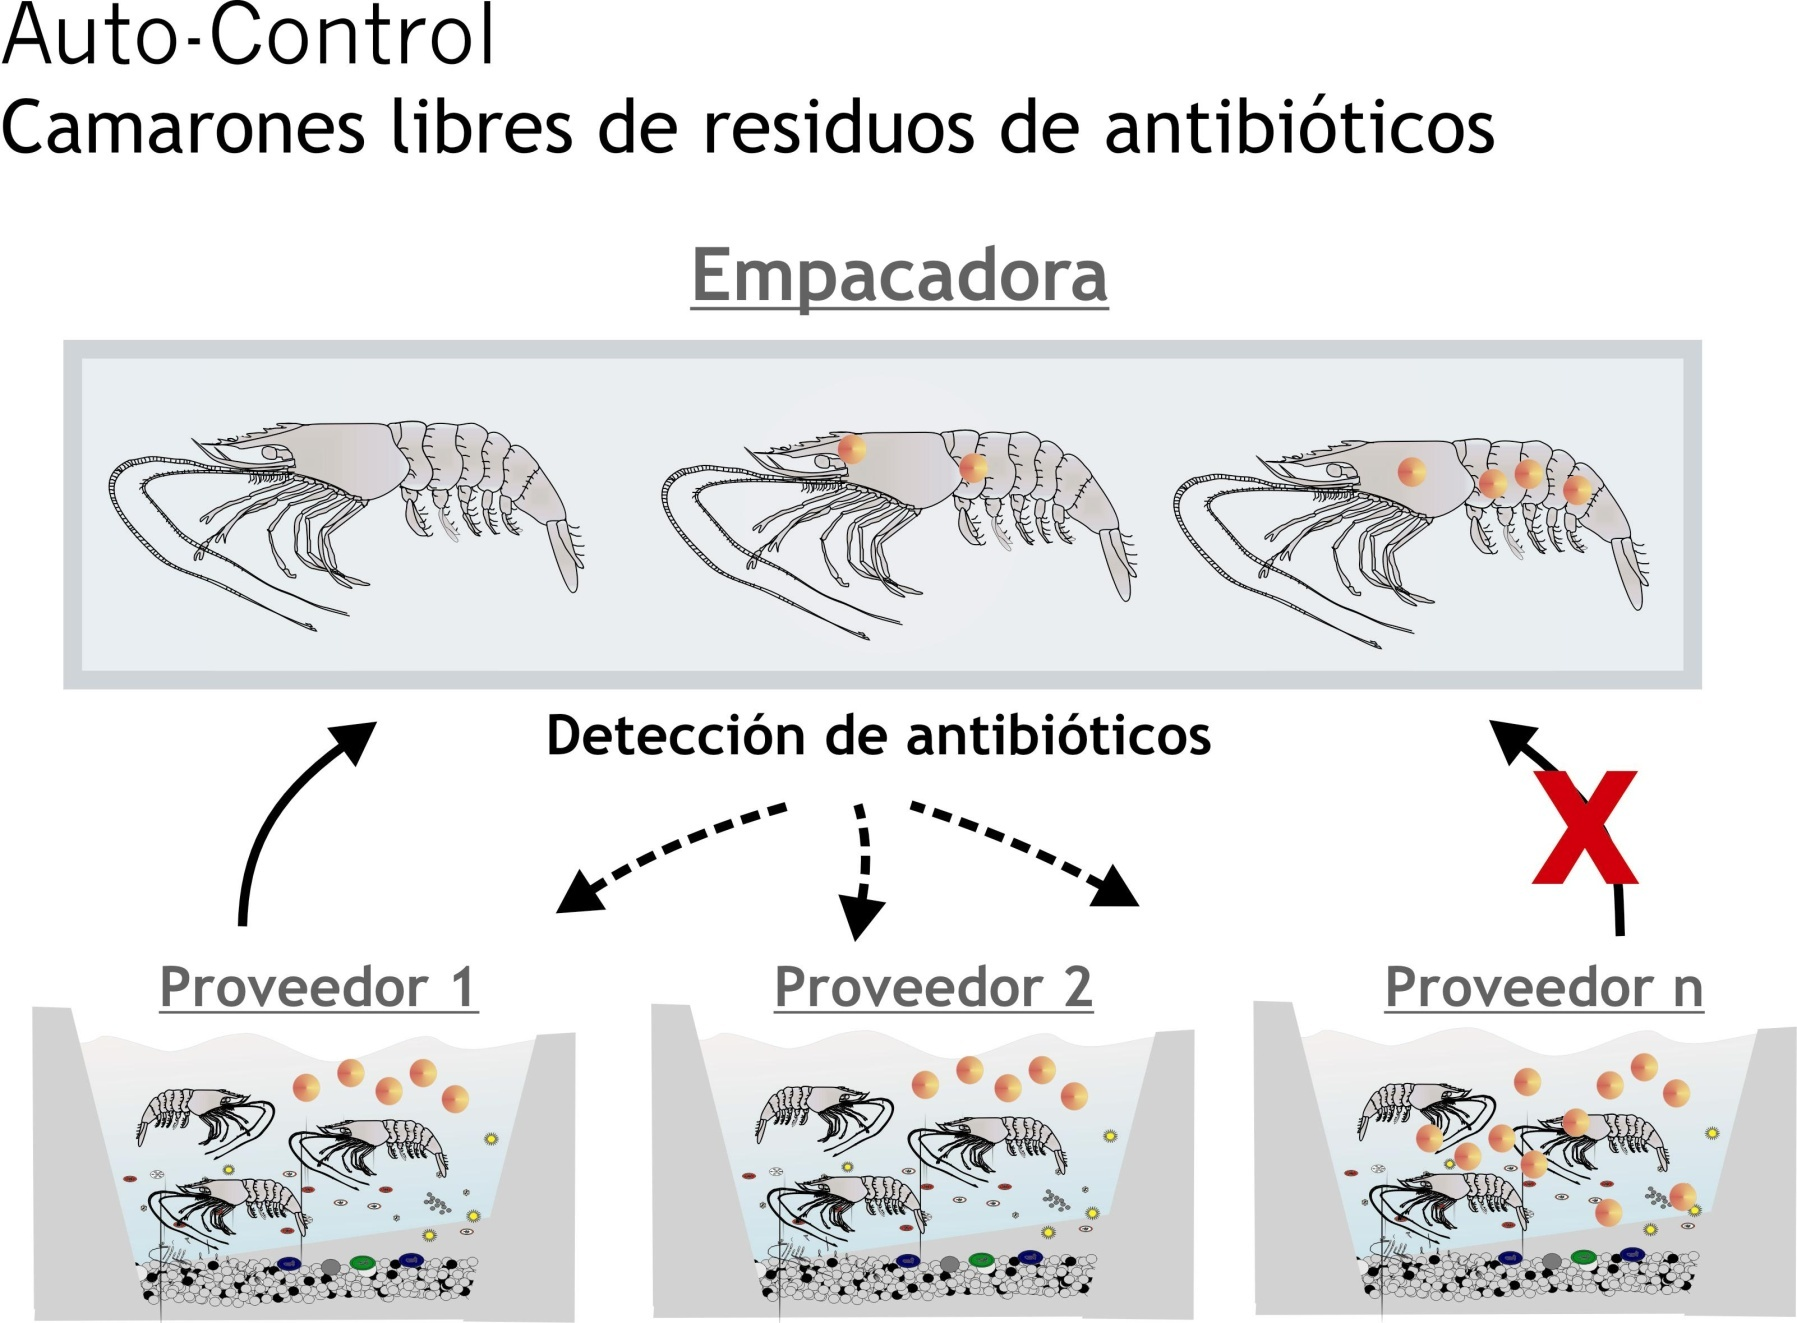 Auto-Control
Camarones libres de residuos de antibióticos
Empacadora
Detección de antibióticos
X
Proveedor 1
Proveedor 2
Proveedor n